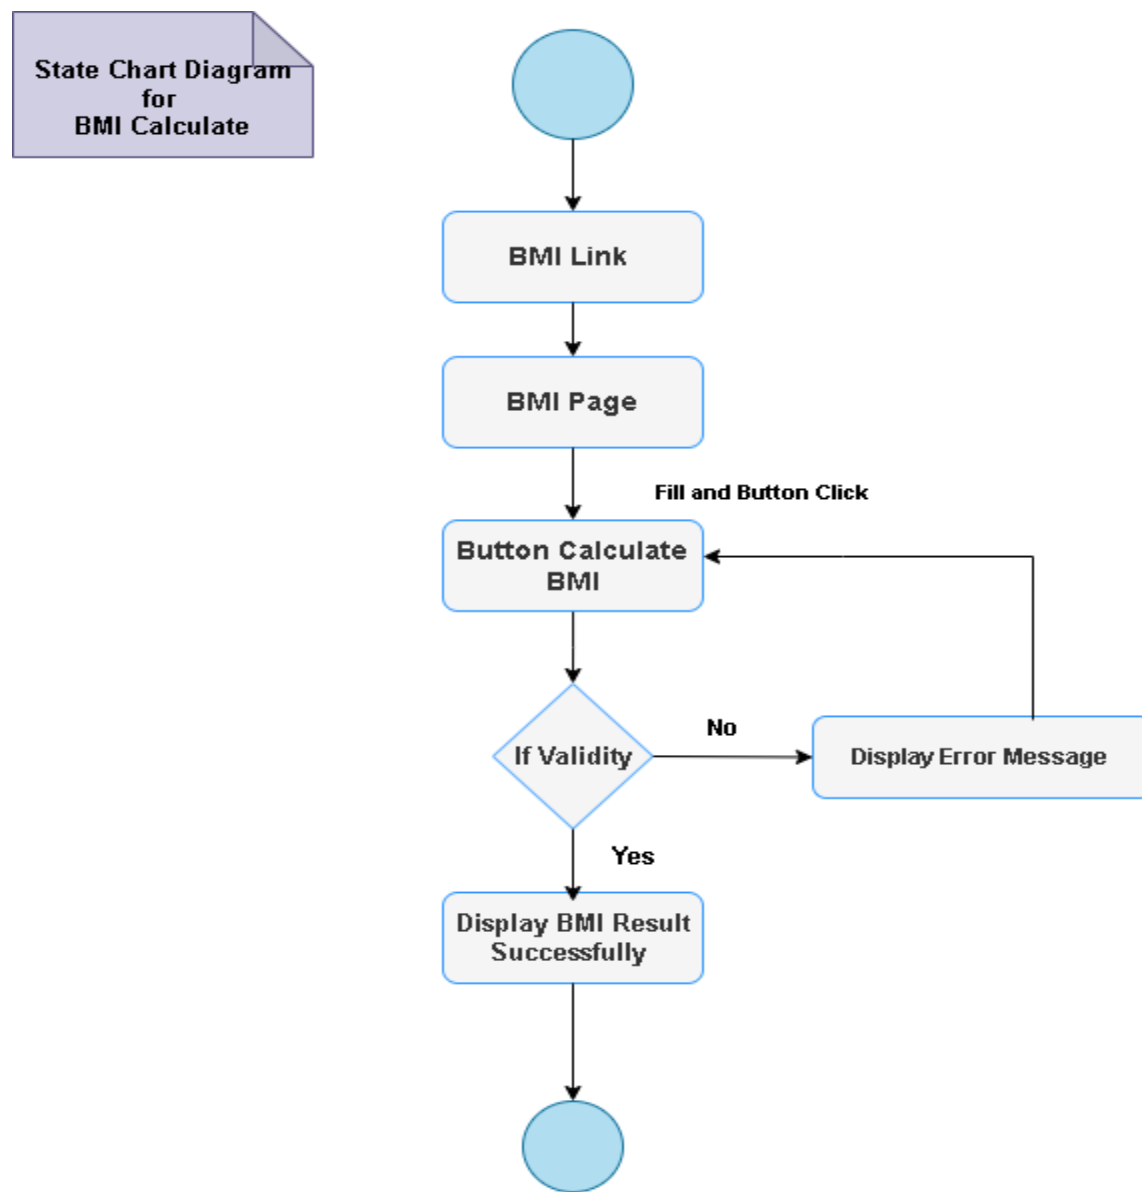 State Chart Diagram
for
BMI Calculate
BMI Link
BMI Page
Fill and Button Click
Button Calculate
BMI
If Validity
No
Display Error Message
Yes
Display BMI Result
Successfully